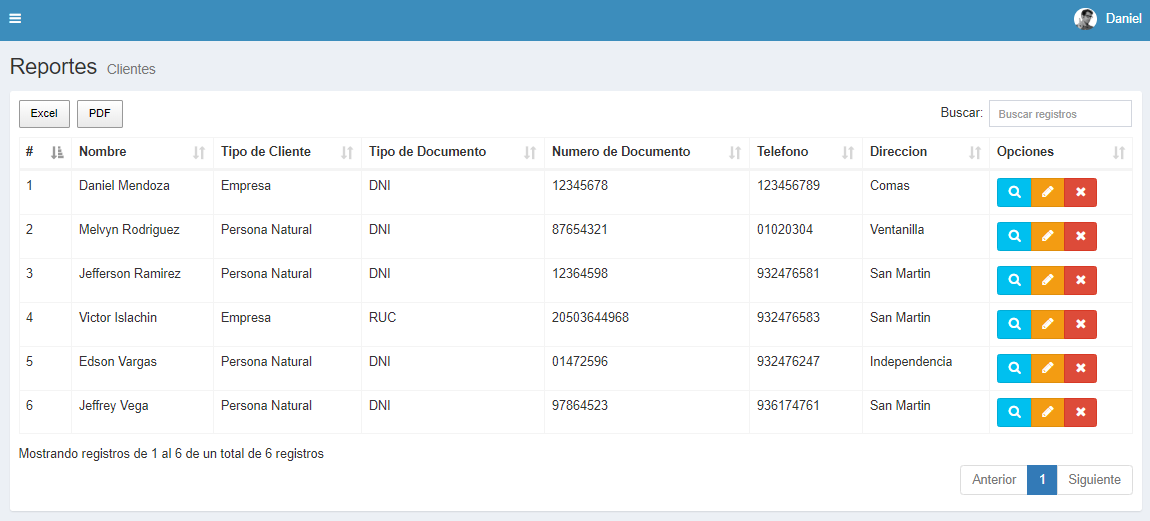 Daniel
Reportes Clientes
Excel PDF Buscar: Buscar registros
# Nombre Tipo de Cliente Tipo de Documento Numero de Documento Telefono Direccion Opciones
1 Daniel Mendoza Empresa DNI 12345678 123456789 Comas
2 Melvyn Rodriguez Persona Natural DNI 87654321 01020304 Ventanilla
3 Jefferson Ramirez Persona Natural DNI 12364598 932476581 San Martin
4 Victor Islachin Empresa RUC 20503644968 932476583 San Martin
5 Edson Vargas Persona Natural DNI 01472596 932476247 Independencia
6 Jeffrey Vega Persona Natural DNI 97864523 936174761 San Martin
Mostrando registros de 1 al 6 de un total de 6 registros
Anterior 1 Siguiente